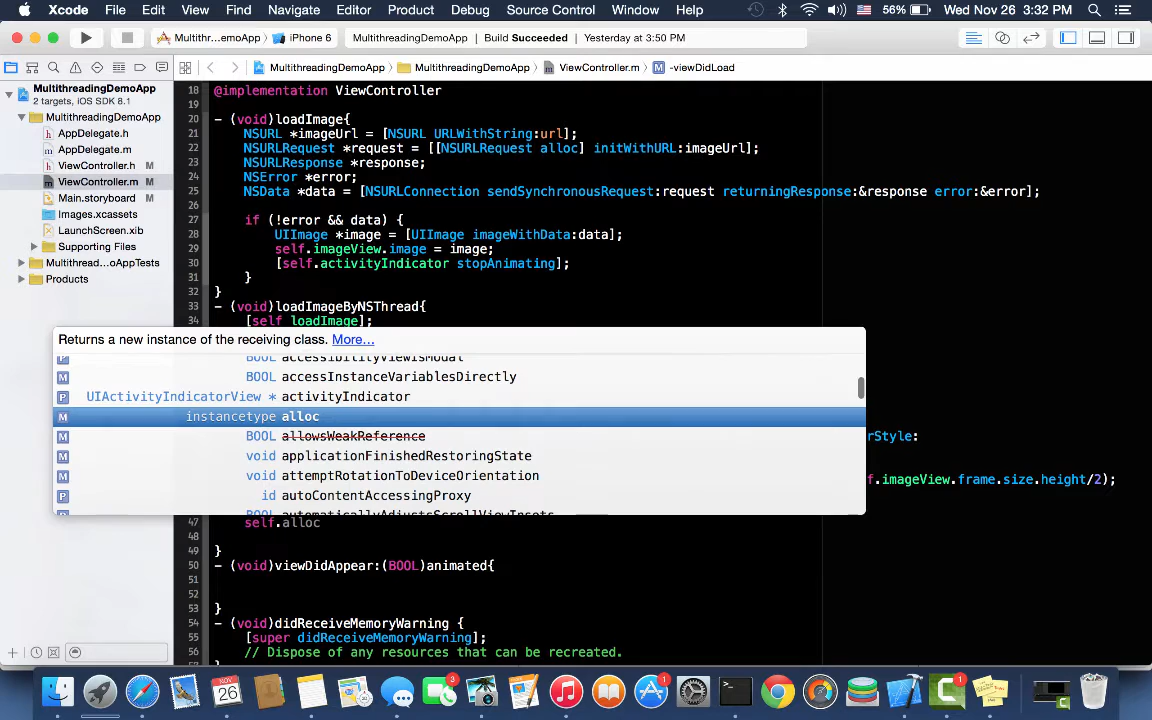 Xcode File Edit View Find Navigate Editor Product Debug Source Control Window Help 56% Wed Nov 26 3:32 PM
Multithr...emoApp iPhone 6 MultithreadingDemoApp Build Succeeded Yesterday at 3:50 PM
MultithreadingDemoApp MultithreadingDemoApp ViewController.m M -viewDidLoad
MultithreadingDemoApp
2 targets, iOS SDK 8.1
MultithreadingDemoApp
AppDelegate.h
AppDelegate.m
ViewController.h M
ViewController.m M
Main.storyboard M
Images.xcassets
LaunchScreen.xib
Supporting Files
Multithread...oAppTests
Products
18 @implementation ViewController
19
20 - (void)loadImage{
21 NSURL *imageUrl = [NSURL URLWithString:url];
22 NSURLRequest *request = [[NSURLRequest alloc] initWithURL:imageUrl];
23 NSURLResponse *response;
24 NSError *error;
25 NSData *data = [NSURLConnection sendSynchronousRequest:request returningResponse:&response error:&error];
26
27 if (!error && data) {
28 UIImage *image = [UIImage imageWithData:data];
29 self.imageView.image = image;
30 [self.activityIndicator stopAnimating];
31 }
32 }
33 - (void)loadImageByNSThread{
34 [self loadImage];
Returns a new instance of the receiving class. More...
P BOOL accessibilityViewIsModal
M BOOL accessInstanceVariablesDirectly
P UIActivityIndicatorView * activityIndicator
M instancetype alloc
M BOOL allowsWeakReference
M void applicationFinishedRestoringState
M void attemptRotationToDeviceOrientation
P id autoContentAccessingProxy
BOOL automaticallyAdjustsScrollViewInsets
rStyle:
f.imageView.frame.size.height/2);
47 self.alloc
48
49 }
50 - (void)viewDidAppear:(BOOL)animated{
51
52
53 }
54 - (void)didReceiveMemoryWarning {
55 [super didReceiveMemoryWarning];
56 // Dispose of any resources that can be recreated.
3
NOV
26
1
1